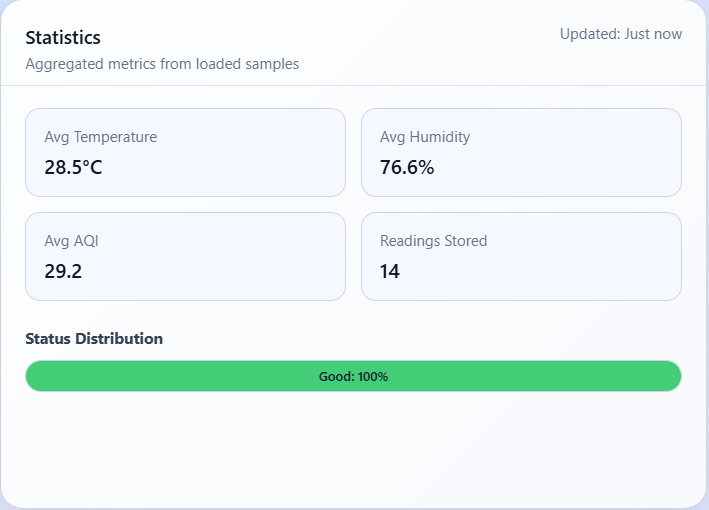 Statistics
Updated: Just now
Aggregated metrics from loaded samples
Avg Temperature
28.5°C
Avg Humidity
76.6%
Avg AQI
29.2
Readings Stored
14
Status Distribution
Good: 100%